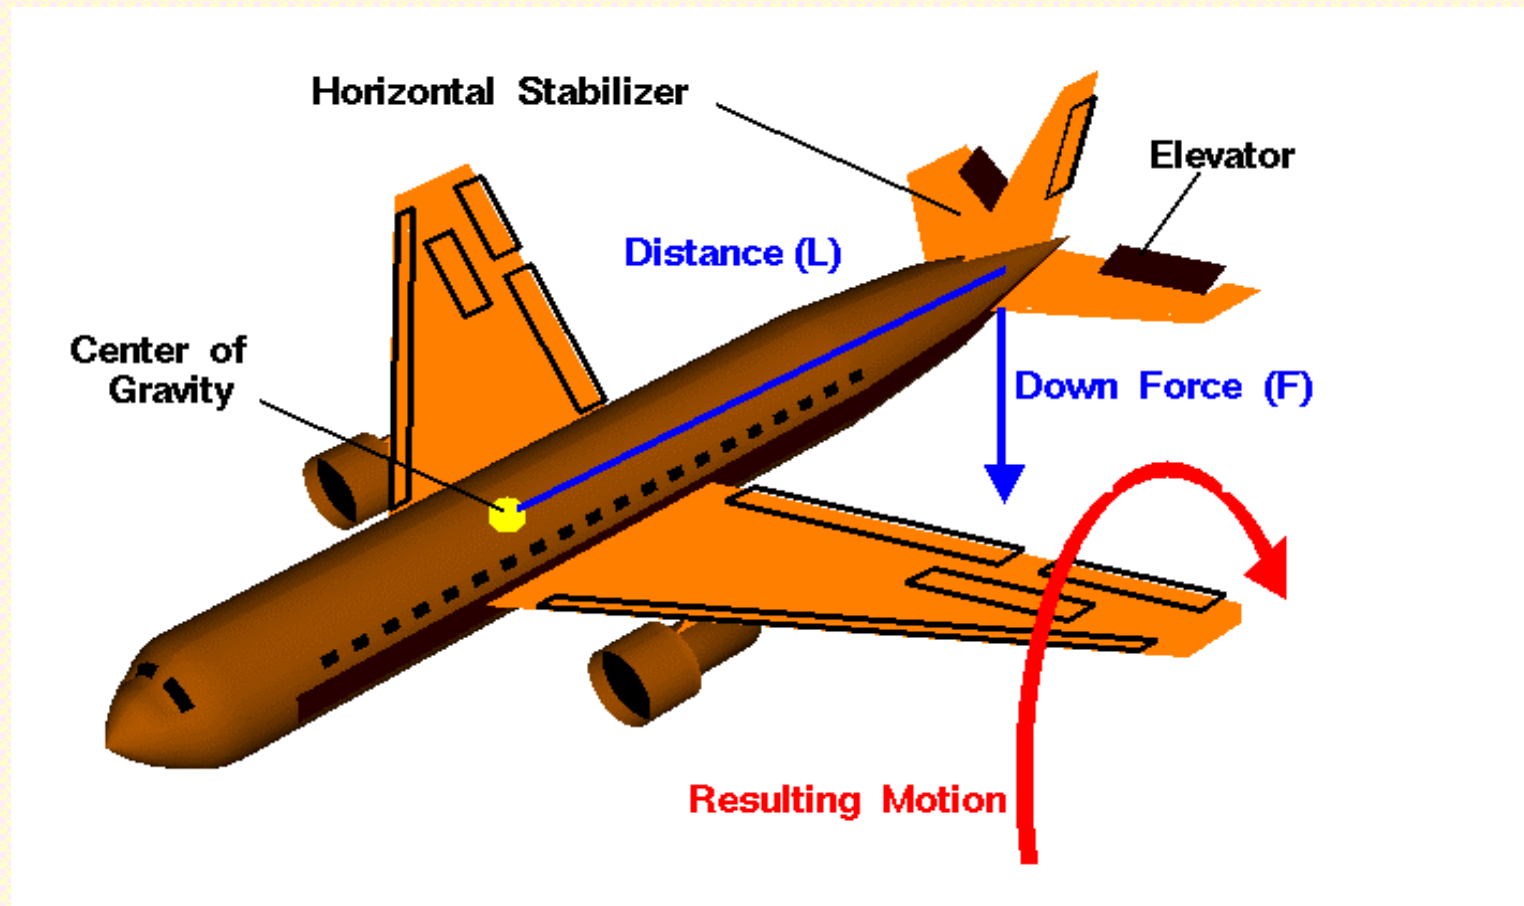 Horizontal Stabilizer
Elevator
Distance (L)
Center of
Gravity
Down Force (F)
Resulting Motion